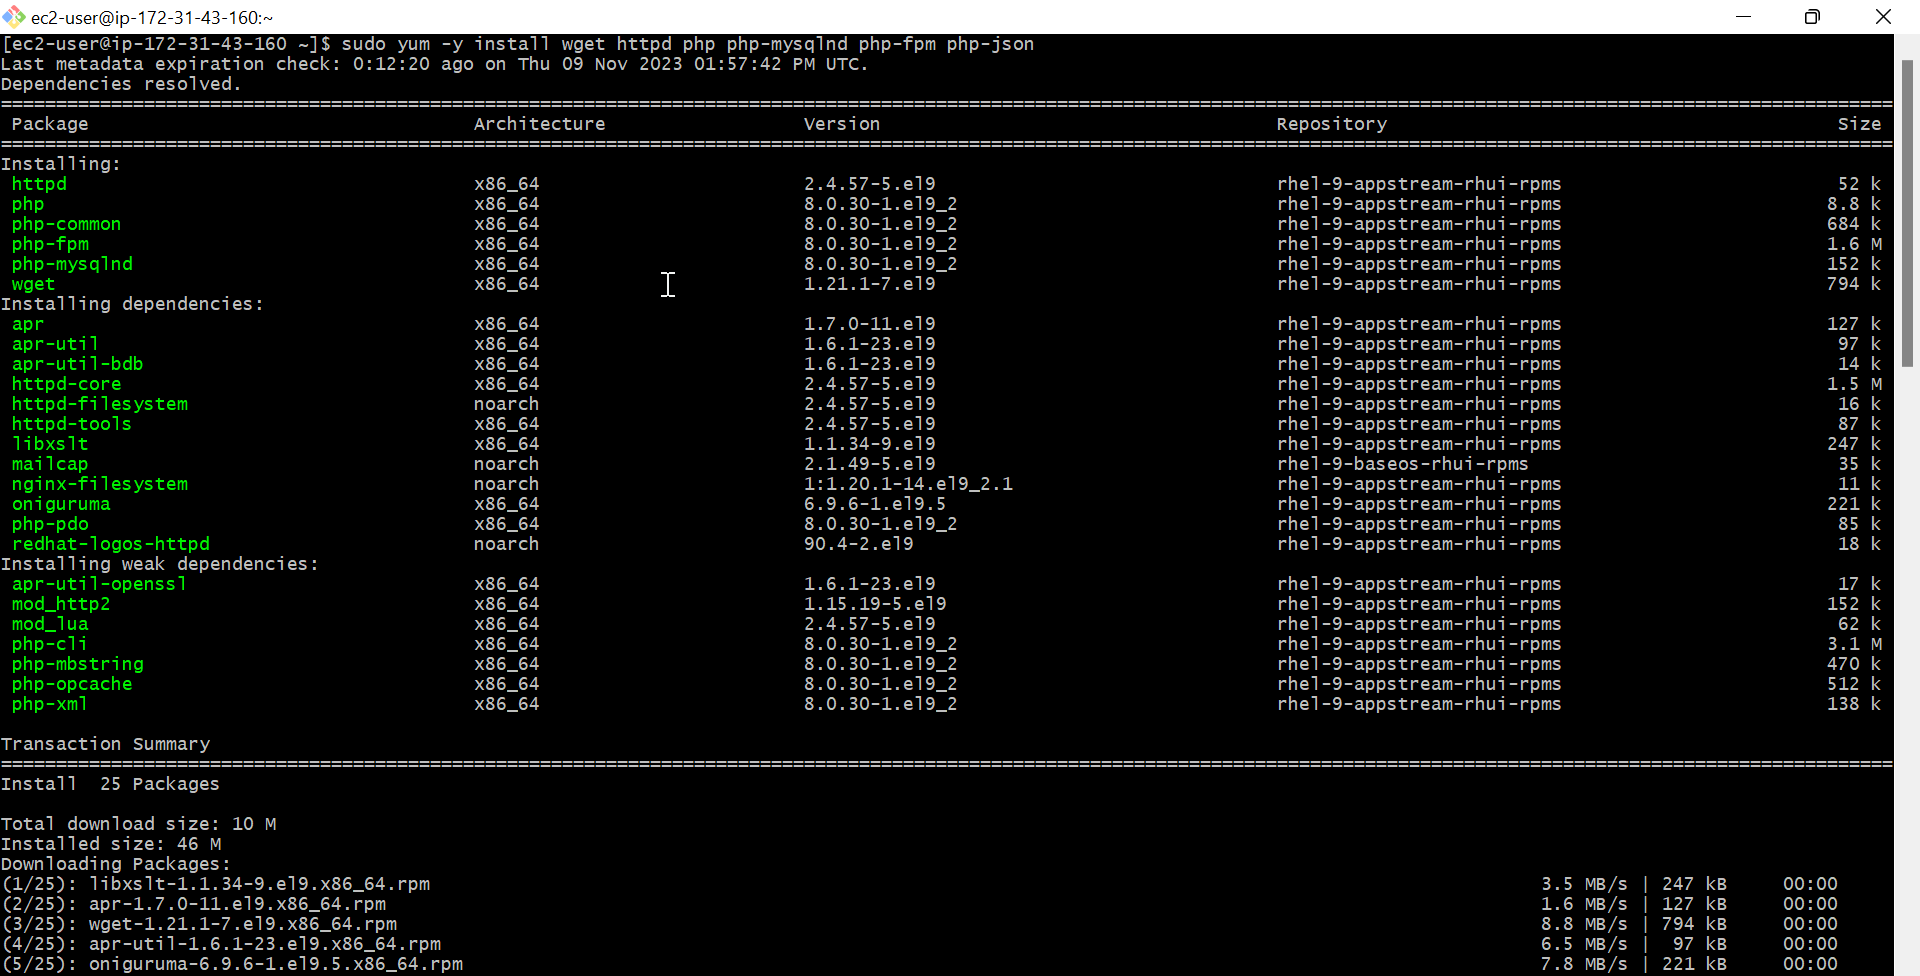 ec2-user@ip-172-31-43-160:~
[ec2-user@ip-172-31-43-160 ~]$ sudo yum -y install wget httpd php php-mysqlnd php-fpm php-json
Last metadata expiration check: 0:12:20 ago on Thu 09 Nov 2023 01:57:42 PM UTC.
Dependencies resolved.
Package Architecture Version Repository Size
Installing:
httpd x86_64 2.4.57-5.el9 rhel-9-appstream-rhui-rpms 52 k
php x86_64 8.0.30-1.el9_2 rhel-9-appstream-rhui-rpms 8.8 k
php-common x86_64 8.0.30-1.el9_2 rhel-9-appstream-rhui-rpms 684 k
php-fpm x86_64 8.0.30-1.el9_2 rhel-9-appstream-rhui-rpms 1.6 M
php-mysqlnd x86_64 8.0.30-1.el9_2 rhel-9-appstream-rhui-rpms 152 k
wget x86_64 1.21.1-7.el9 rhel-9-appstream-rhui-rpms 794 k
Installing dependencies:
apr x86_64 1.7.0-11.el9 rhel-9-appstream-rhui-rpms 127 k
apr-util x86_64 1.6.1-23.el9 rhel-9-appstream-rhui-rpms 97 k
apr-util-bdb x86_64 1.6.1-23.el9 rhel-9-appstream-rhui-rpms 14 k
httpd-core x86_64 2.4.57-5.el9 rhel-9-appstream-rhui-rpms 1.5 M
httpd-filesystem noarch 2.4.57-5.el9 rhel-9-appstream-rhui-rpms 16 k
httpd-tools x86_64 2.4.57-5.el9 rhel-9-appstream-rhui-rpms 87 k
libxslt x86_64 1.1.34-9.el9 rhel-9-appstream-rhui-rpms 247 k
mailcap noarch 2.1.49-5.el9 rhel-9-baseos-rhui-rpms 35 k
nginx-filesystem noarch 1:1.20.1-14.el9_2.1 rhel-9-appstream-rhui-rpms 11 k
oniguruma x86_64 6.9.6-1.el9.5 rhel-9-appstream-rhui-rpms 221 k
php-pdo x86_64 8.0.30-1.el9_2 rhel-9-appstream-rhui-rpms 85 k
redhat-logos-httpd noarch 90.4-2.el9 rhel-9-appstream-rhui-rpms 18 k
Installing weak dependencies:
apr-util-openssl x86_64 1.6.1-23.el9 rhel-9-appstream-rhui-rpms 17 k
mod_http2 x86_64 1.15.19-5.el9 rhel-9-appstream-rhui-rpms 152 k
mod_lua x86_64 2.4.57-5.el9 rhel-9-appstream-rhui-rpms 62 k
php-cli x86_64 8.0.30-1.el9_2 rhel-9-appstream-rhui-rpms 3.1 M
php-mbstring x86_64 8.0.30-1.el9_2 rhel-9-appstream-rhui-rpms 470 k
php-opcache x86_64 8.0.30-1.el9_2 rhel-9-appstream-rhui-rpms 512 k
php-xml x86_64 8.0.30-1.el9_2 rhel-9-appstream-rhui-rpms 138 k
Transaction Summary
Install 25 Packages
Total download size: 10 M
Installed size: 46 M
Downloading Packages:
(1/25): libxslt-1.1.34-9.el9.x86_64.rpm 3.5 MB/s | 247 kB 00:00
(2/25): apr-1.7.0-11.el9.x86_64.rpm 1.6 MB/s | 127 kB 00:00
(3/25): wget-1.21.1-7.el9.x86_64.rpm 8.8 MB/s | 794 kB 00:00
(4/25): apr-util-1.6.1-23.el9.x86_64.rpm 6.5 MB/s | 97 kB 00:00
(5/25): oniguruma-6.9.6-1.el9.5.x86_64.rpm 7.8 MB/s | 221 kB 00:00